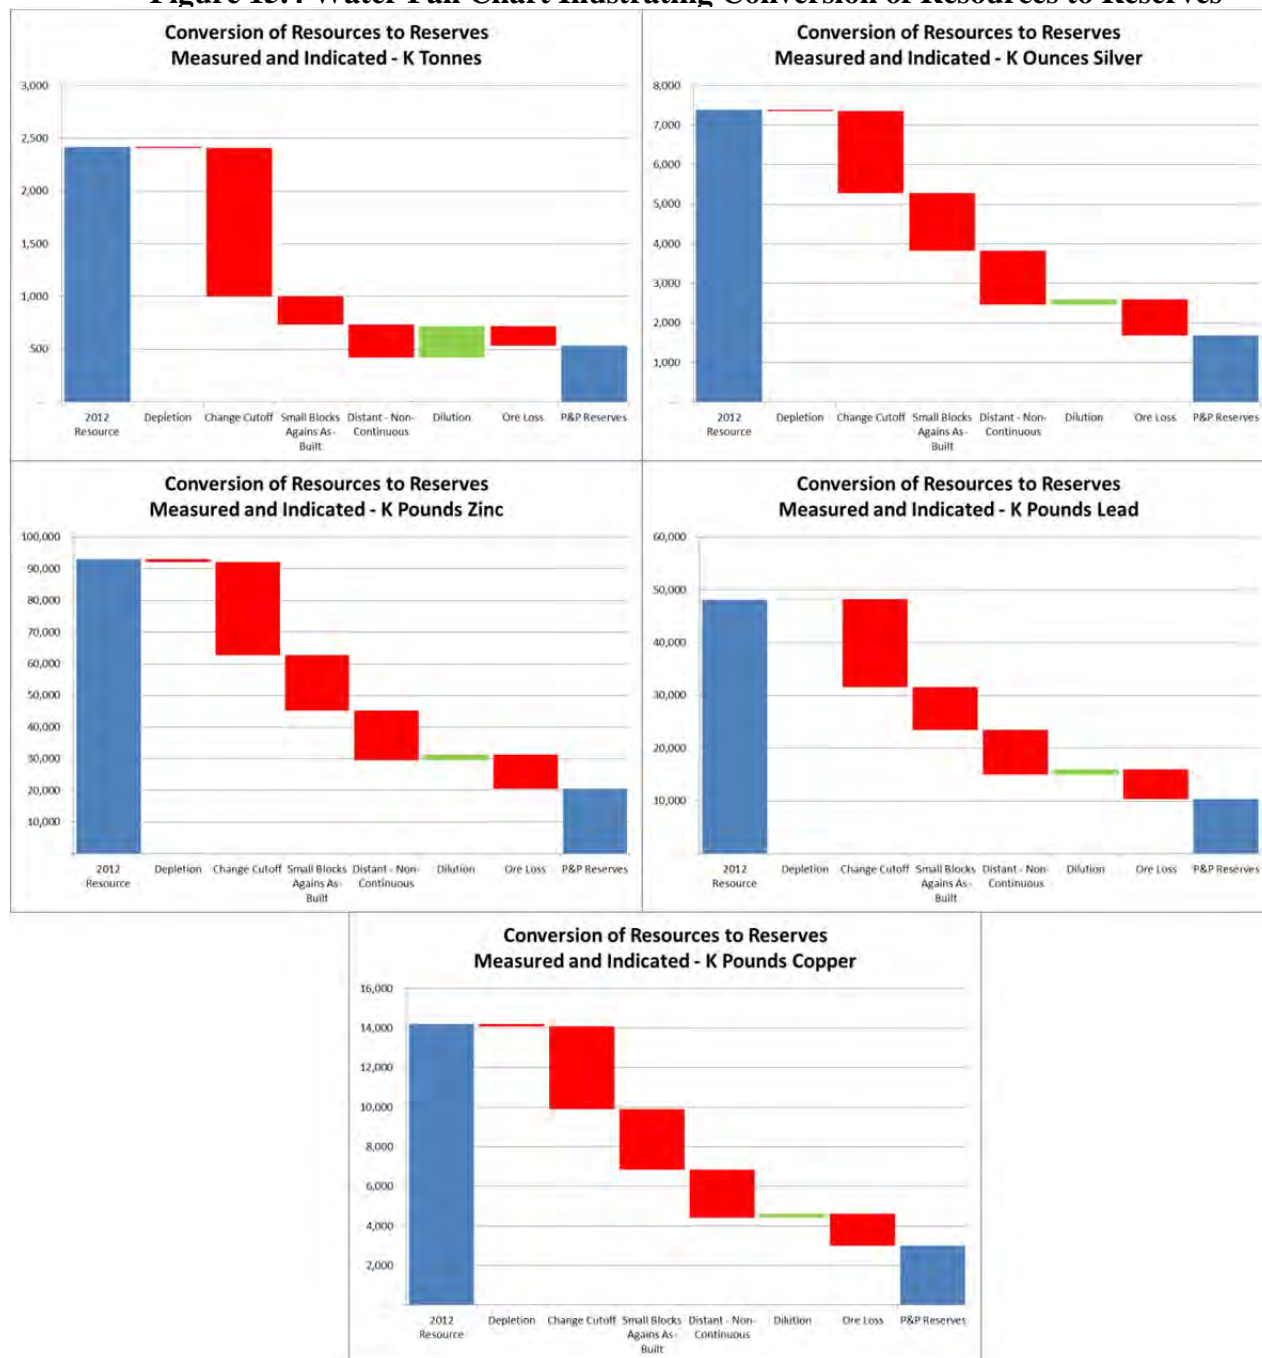 Figure Water Fall Chart Illustrating Conversion of Resources to Reserves
Conversion of Resources to Reserves
Measured and Indicated - K Tonnes
3,000
2,500
2,000
1,500
1,000
500
-
2012 Depletion Change Cutoff Small Blocks Distant - Non- Dilution Ore Loss P&P Reserves
Resource Agains As- Continuous
Built
Conversion of Resources to Reserves
Measured and Indicated - K Ounces Silver
8,000
7,000
6,000
5,000
4,000
3,000
2,000
1,000
-
2012 Depletion Change Cutoff Small Blocks Distant - Non- Dilution Ore Loss P&P Reserves
Resource Agains As- Continuous
Built
Conversion of Resources to Reserves
Measured and Indicated - K Pounds Zinc
100,000
90,000
80,000
70,000
60,000
50,000
40,000
30,000
20,000
10,000
2012 Depletion Change Cutoff Small Blocks Distant - Non- Dilution Ore Loss P&P Reserves
Resource Agains As- Continuous
Built
Conversion of Resources to Reserves
Measured and Indicated - K Pounds Lead
60,000
50,000
40,000
30,000
20,000
10,000
2012 Depletion Change Cutoff Small Blocks Distant - Non- Dilution Ore Loss P&P Reserves
Resource Agains As- Continuous
Built
Conversion of Resources to Reserves
Measured and Indicated - K Pounds Copper
16,000
14,000
12,000
10,000
8,000
6,000
4,000
2,000
2012 Depletion Change Cutoff Small Blocks Distant - Non- Dilution Ore Loss P&P Reserves
Resource Agains As- Continuous
Built